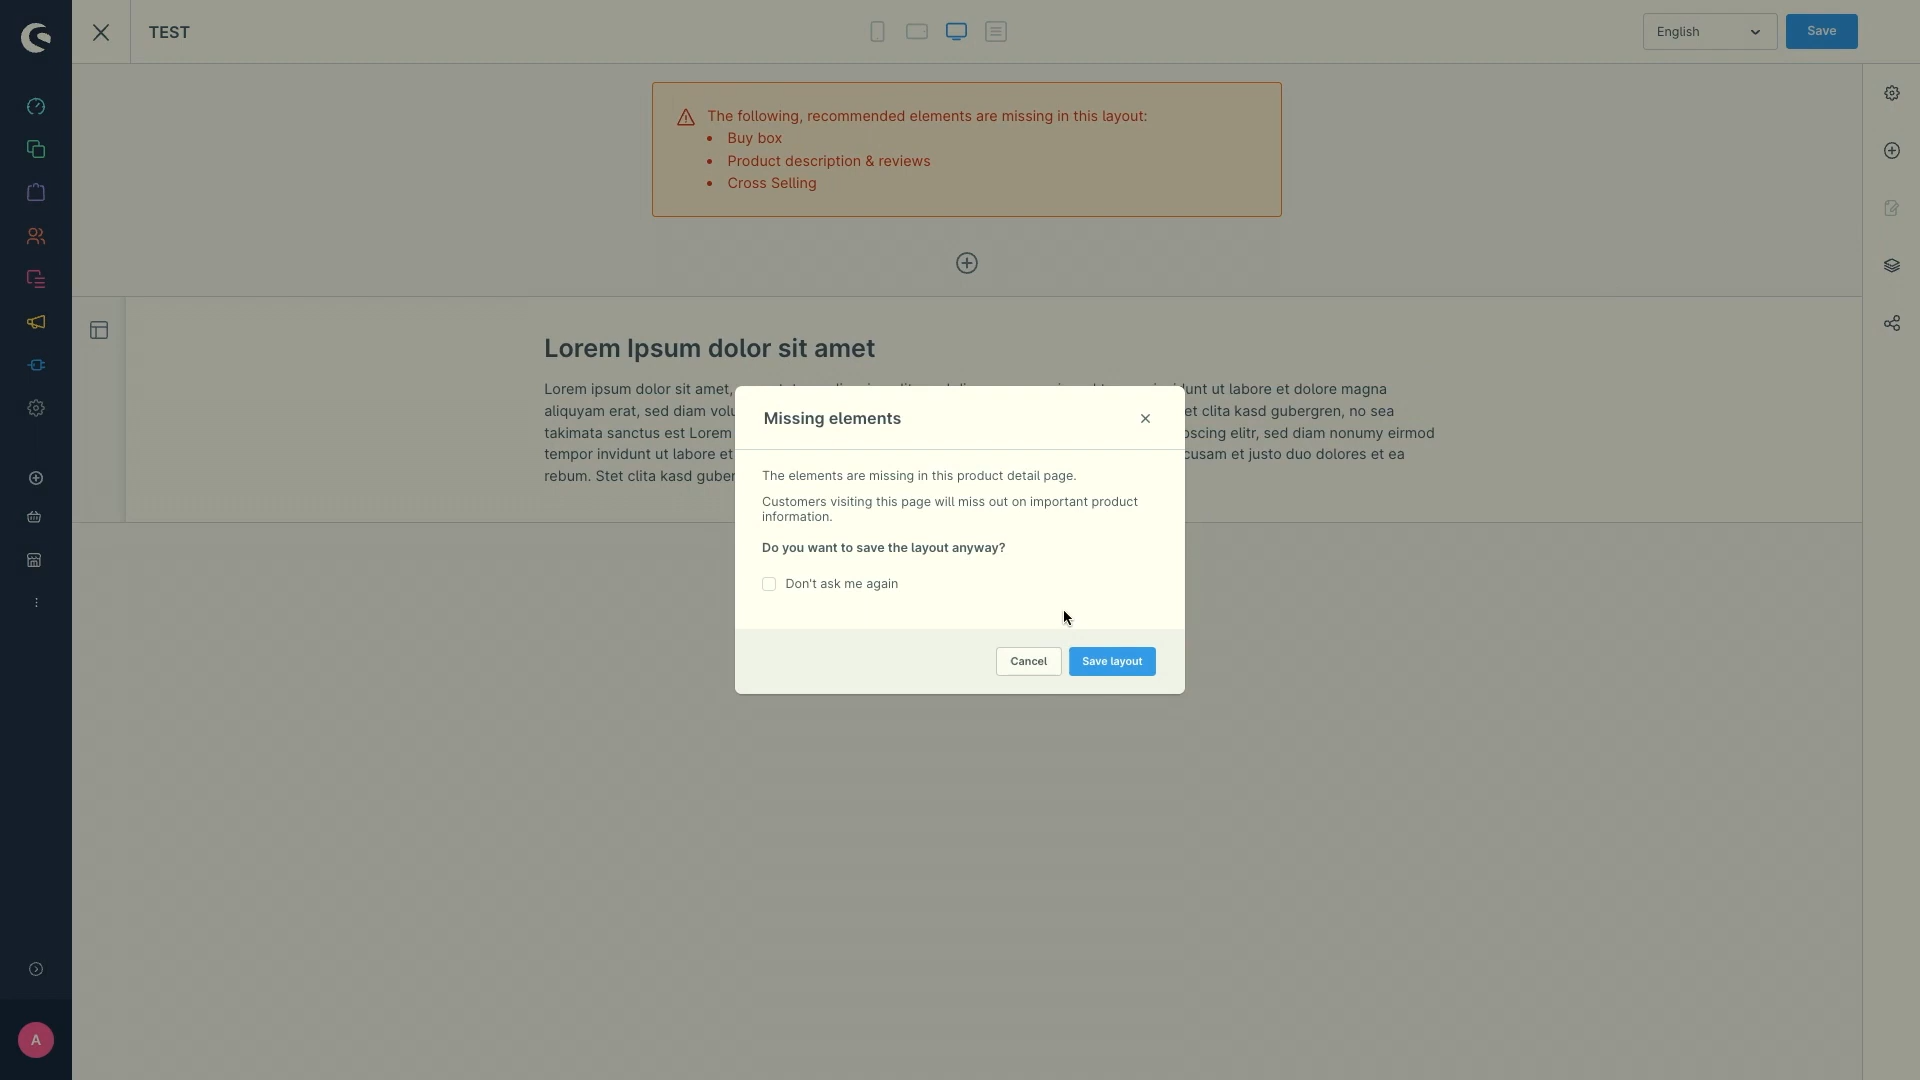 TEST
English
Save
The following, recommended elements are missing in this layout:
Buy box
Product description & reviews
Cross Selling
Lorem Ipsum dolor sit amet
Lorem ipsum dolor sit amet, unt ut labore et dolore magna
aliquyam erat, sed diam volu et clita kasd gubergren, no sea
takimata sanctus est Lorem oscing elitr, sed diam nonumy eirmod
tempor invidunt ut labore et cusam et justo duo dolores et ea
rebum. Stet clita kasd guber
Missing elements
The elements are missing in this product detail page.
Customers visiting this page will miss out on important product
information.
Do you want to save the layout anyway?
Don't ask me again
Cancel
Save layout
A